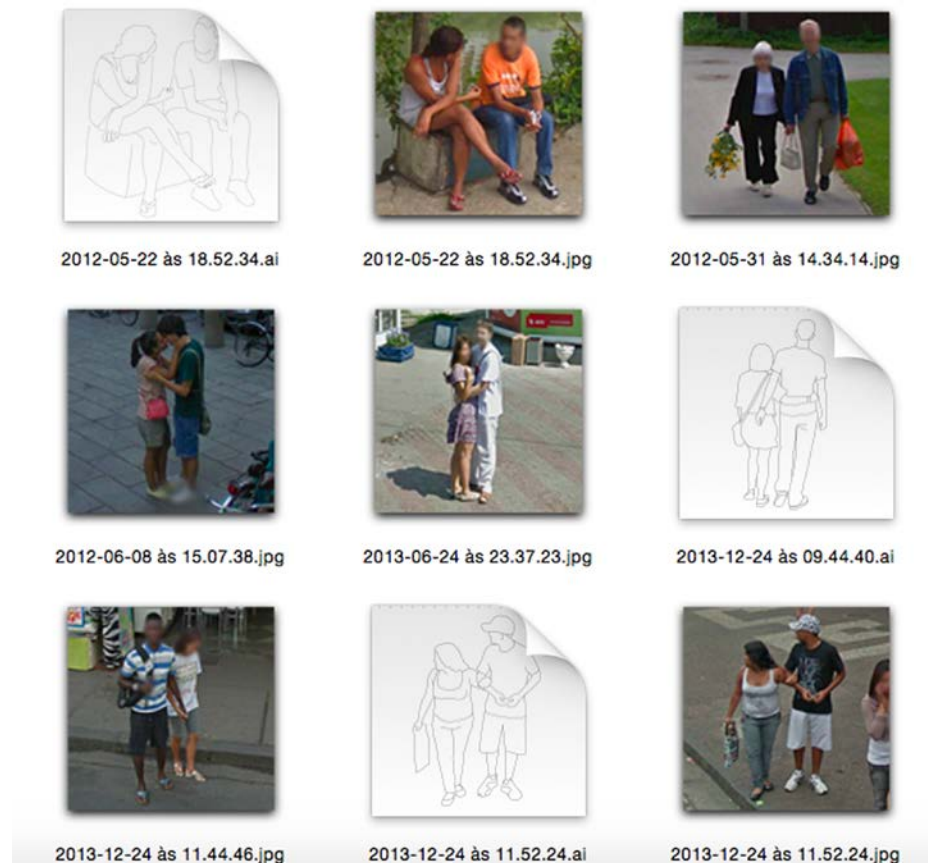 2012-05-22 às 18.52.34.ai
2012-05-22 às 18.52.34.jpg
2012-05-31 às 14.34.14.jpg
2012-06-08 às 15.07.38.jpg
2013-06-24 às 23.37.23.jpg
2013-12-24 às 09.44.40.ai
2013-12-24 às 11.44.46.jpg
2013-12-24 às 11.52.24.ai
2013-12-24 às 11.52.24.jpg